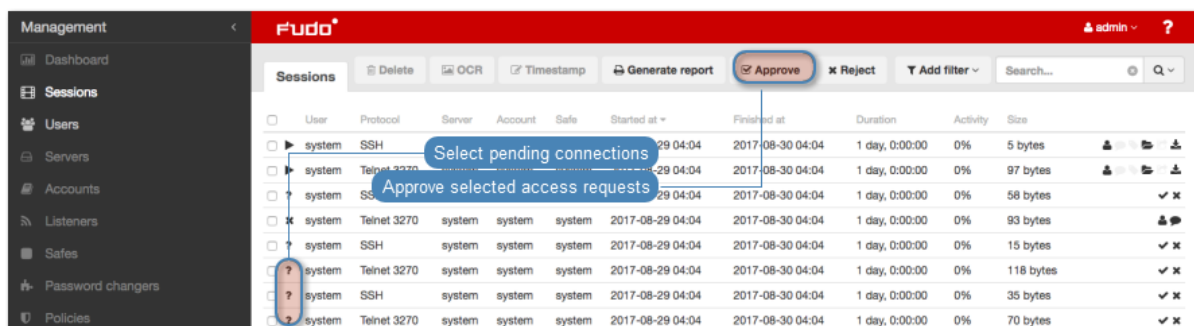 Management
Fudo
admin
?
Dashboard
Sessions
Delete
OCR
Timestamp
Generate report
Approve
Reject
Add filter
Search...
Sessions
Users
User Protocol Server Account Safe Started at Finished at Duration Activity Size
system SSH 29 04:04 2017-08-30 04:04 1 day, 0:00:00 0% 5 bytes
Select pending connections
Servers
system 29 04:04 2017-08-30 04:04 1 day, 0:00:00 0% 97 bytes
Approve selected access requests
Accounts
? system 29 04:04 2017-08-30 04:04 1 day, 0:00:00 0% 58 bytes
Listeners
system Telnet 3270 system system system 2017-08-29 04:04 2017-08-30 04:04 1 day, 0:00:00 0% 93 bytes
? system SSH system system system 2017-08-29 04:04 2017-08-30 04:04 1 day, 0:00:00 0% 15 bytes
Safes
? system Telnet 3270 system system system 2017-08-29 04:04 2017-08-30 04:04 1 day, 0:00:00 0% 118 bytes
Password changers
? system SSH system system system 2017-08-29 04:04 2017-08-30 04:04 1 day, 0:00:00 0% 35 bytes
Policies
? system Telnet 3270 system system system 2017-08-29 04:04 2017-08-30 04:04 1 day, 0:00:00 0% 70 bytes